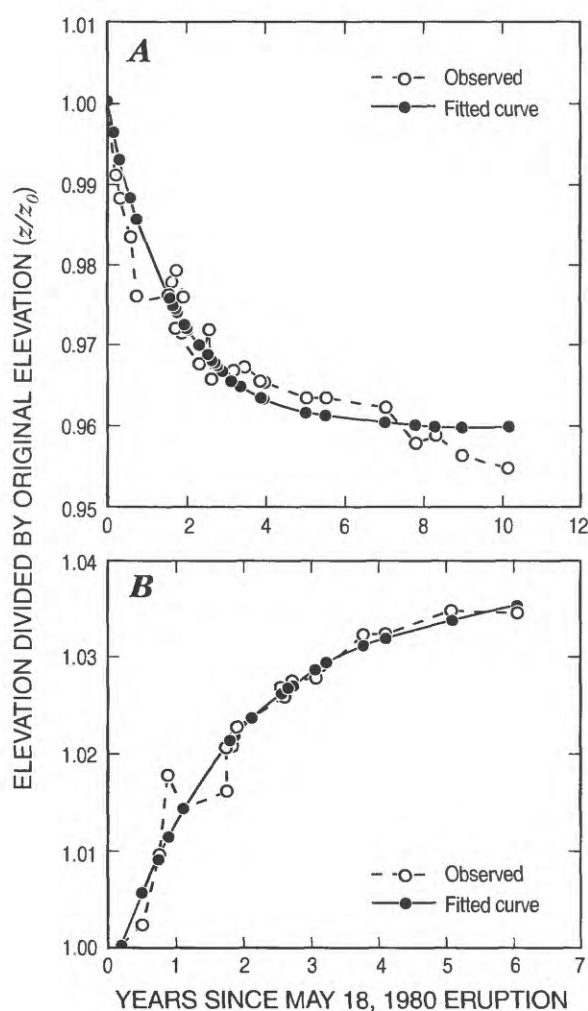 ELEVATION DIVIDED BY ORIGINAL ELEVATION (z/z0)
1.01
A
Observed
Fitted curve
1.00
0.99
0.98
0.97
0.96
0.95
0 2 4 6 8 10 12
1.04
B
1.03
1.02
1.01
Observed
Fitted curve
1.00
0 1 2 3 4 5 6 7
YEARS SINCE MAY 18, 1980 ERUPTION